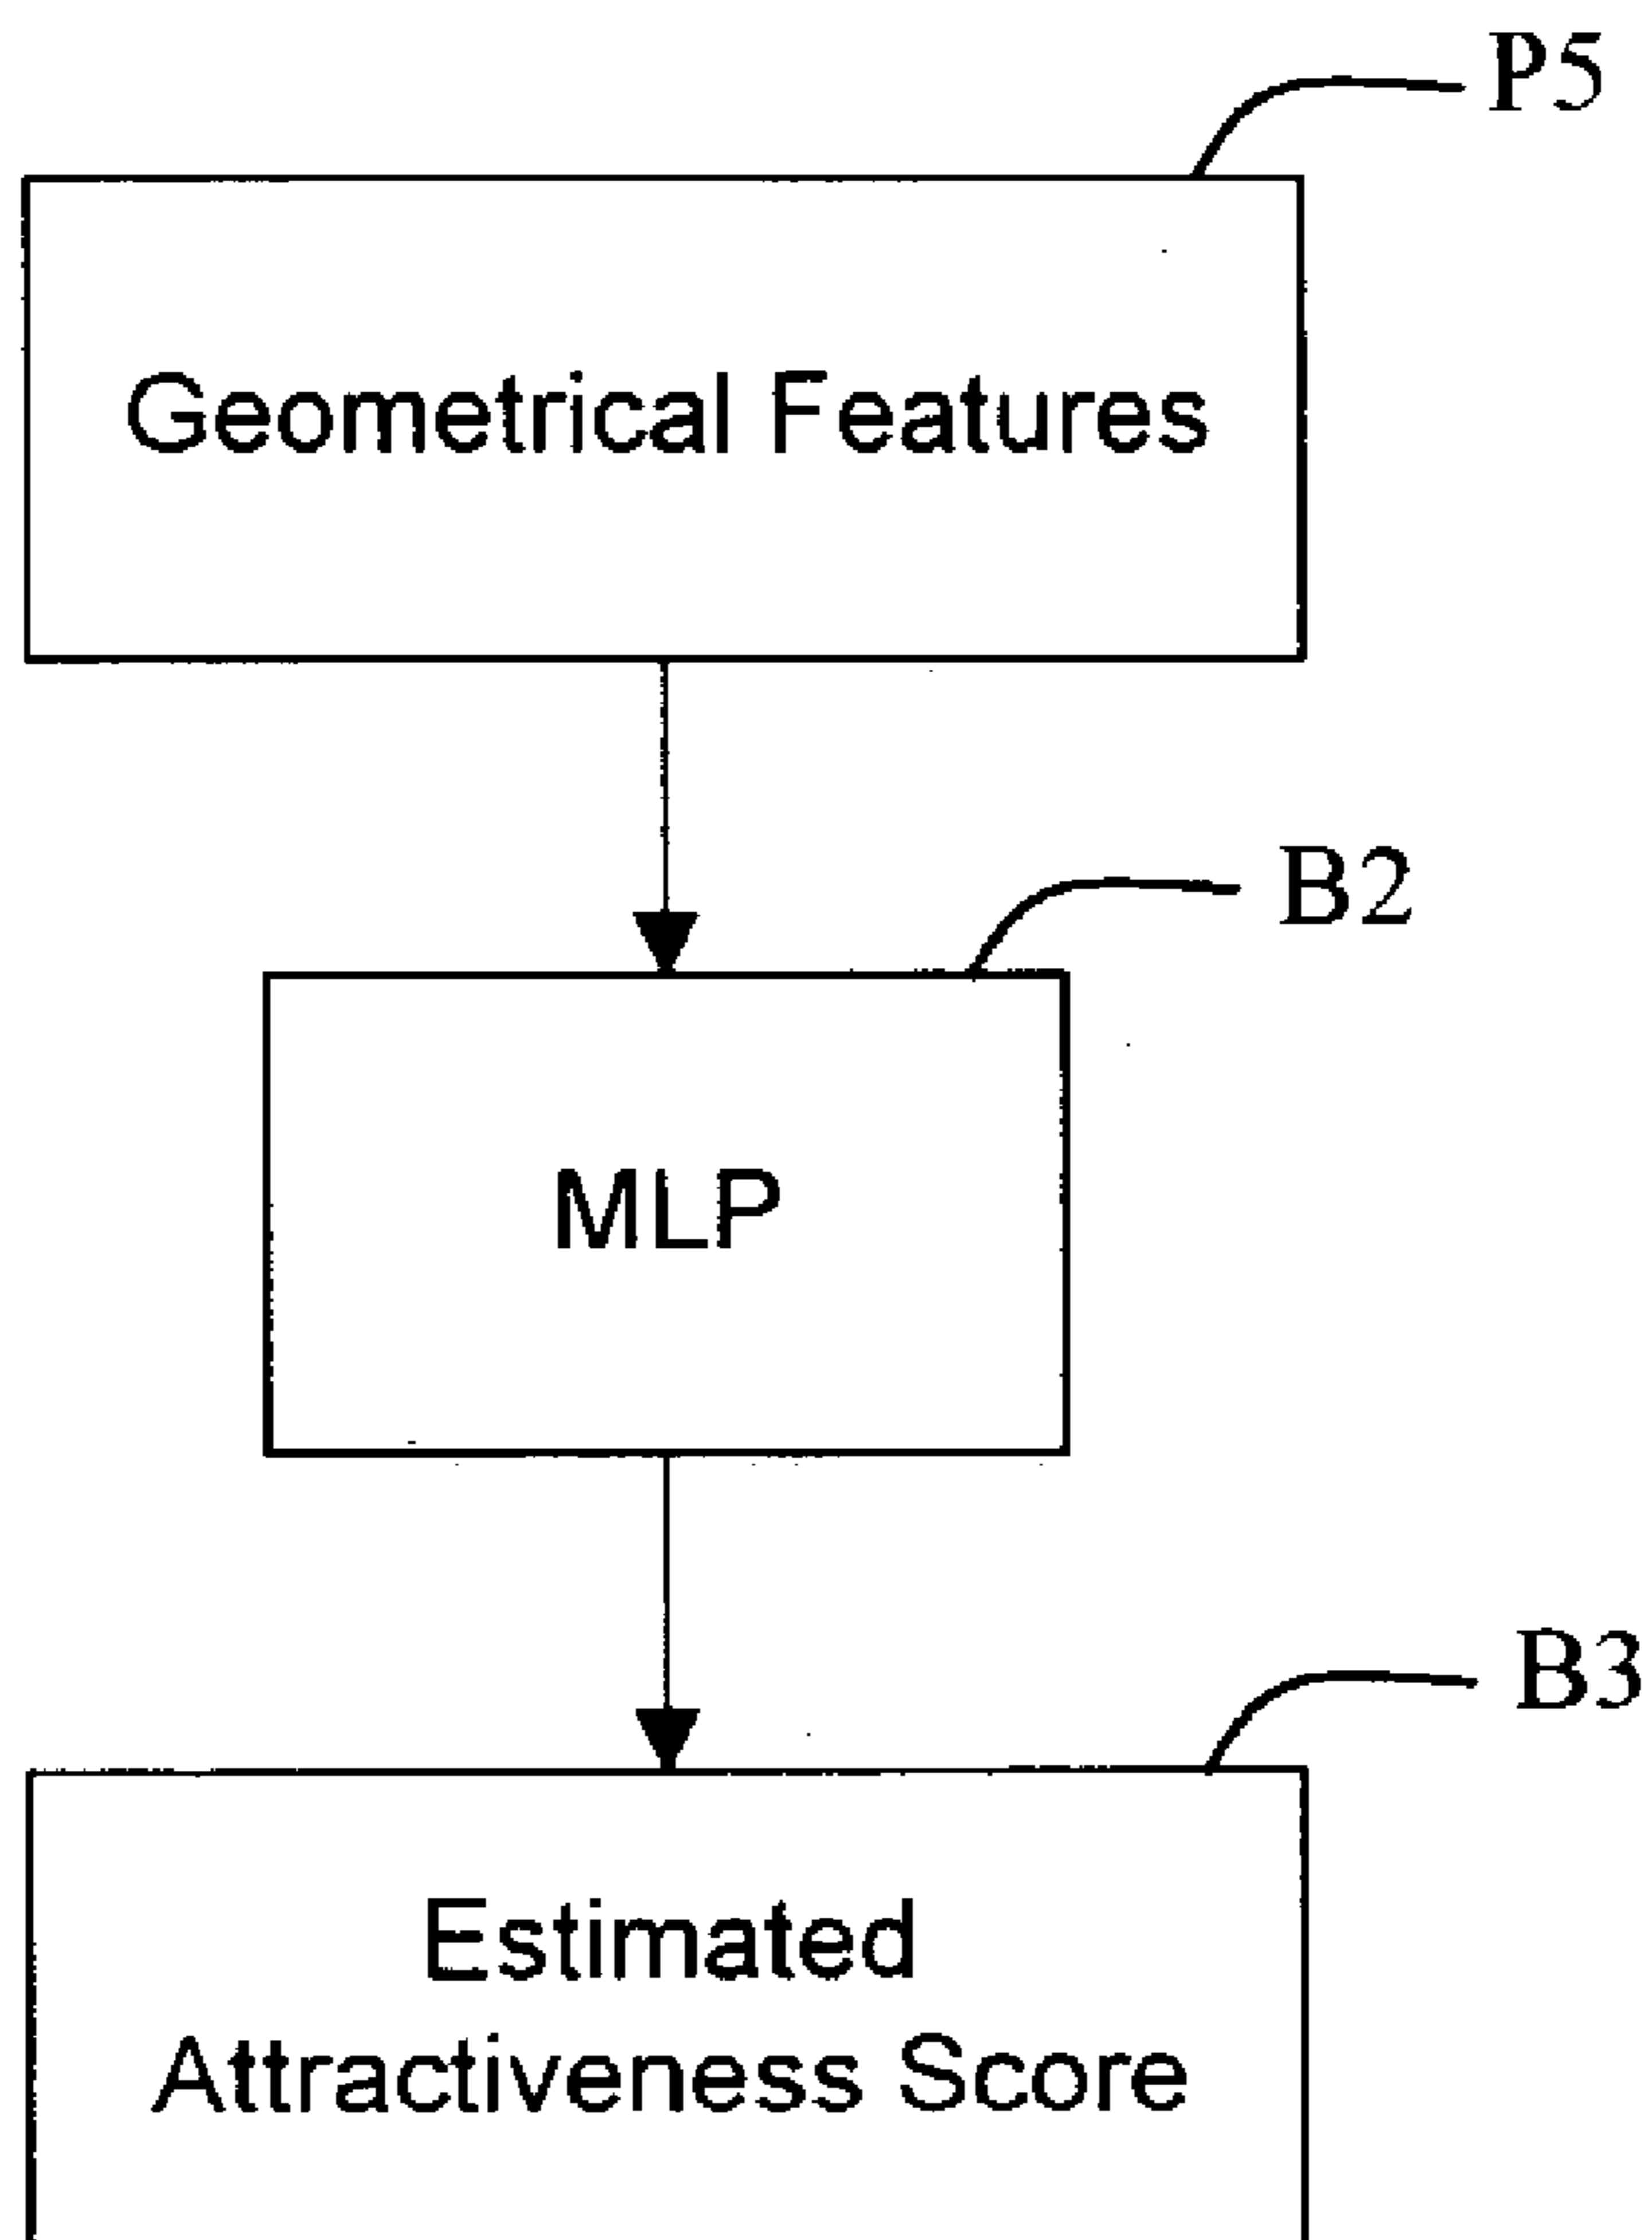 P5
Geometrical Features
B2
MLP
B3
Estimated
Attractiveness Score